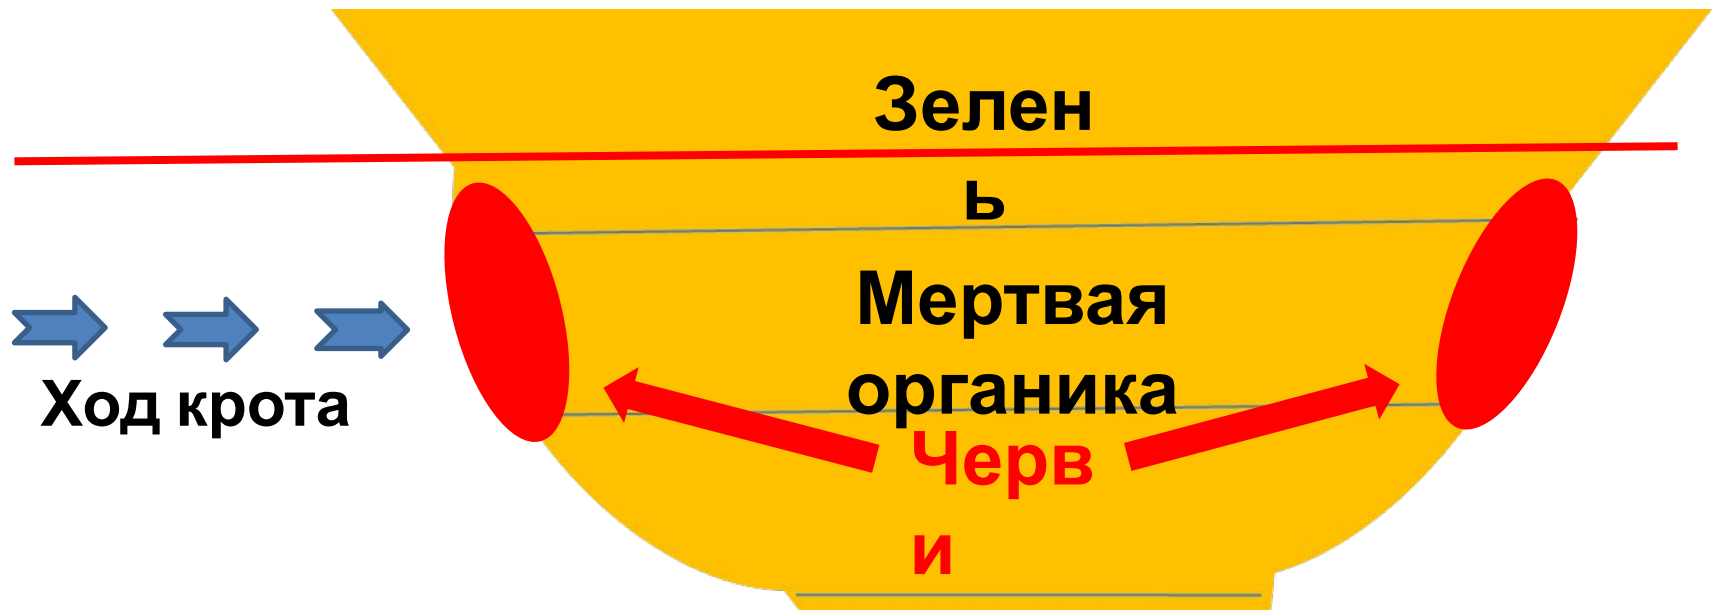 Зелен
ь
Мертвая
органика
Ход крота
Черв
и